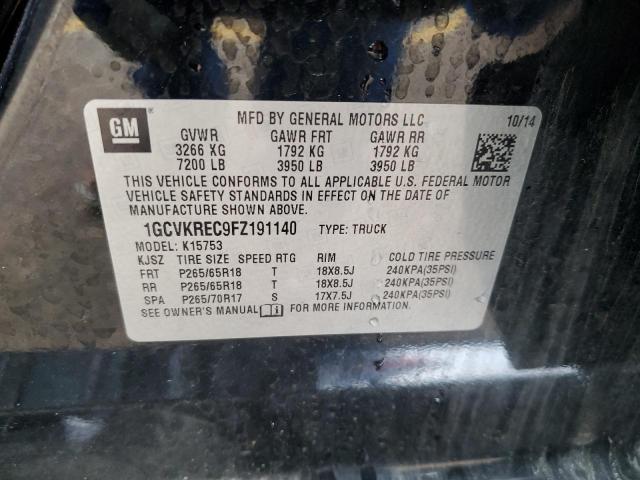 GM
MFD BY GENERAL MOTORS LLC
10/14
GVWR GAWR FRT GAWR RR
3266 KG 1792 KG 1792 KG
7200 LB 3950 LB 3950 LB
THIS VEHICLE CONFORMS TO ALL APPLICABLE U.S. FEDERAL MOTOR
VEHICLE SAFETY STANDARDS IN EFFECT ON THE DATE OF
MANUFACTURE SHOWN ABOVE.
1GCVKREC9FZ191140 TYPE: TRUCK
MODEL: K15753
KJSZ TIRE SIZE SPEED RTG RIM COLD TIRE PRESSURE
FRT P265/65R18 T 18X8.5J 240KPA(35PSI)
RR P265/65R18 T 18X8.5J 240KPA(35PSI)
SPA P265/70R17 S 17X7.5J 240KPA(35PSI)
SEE OWNER'S MANUAL FOR MORE INFORMATION.